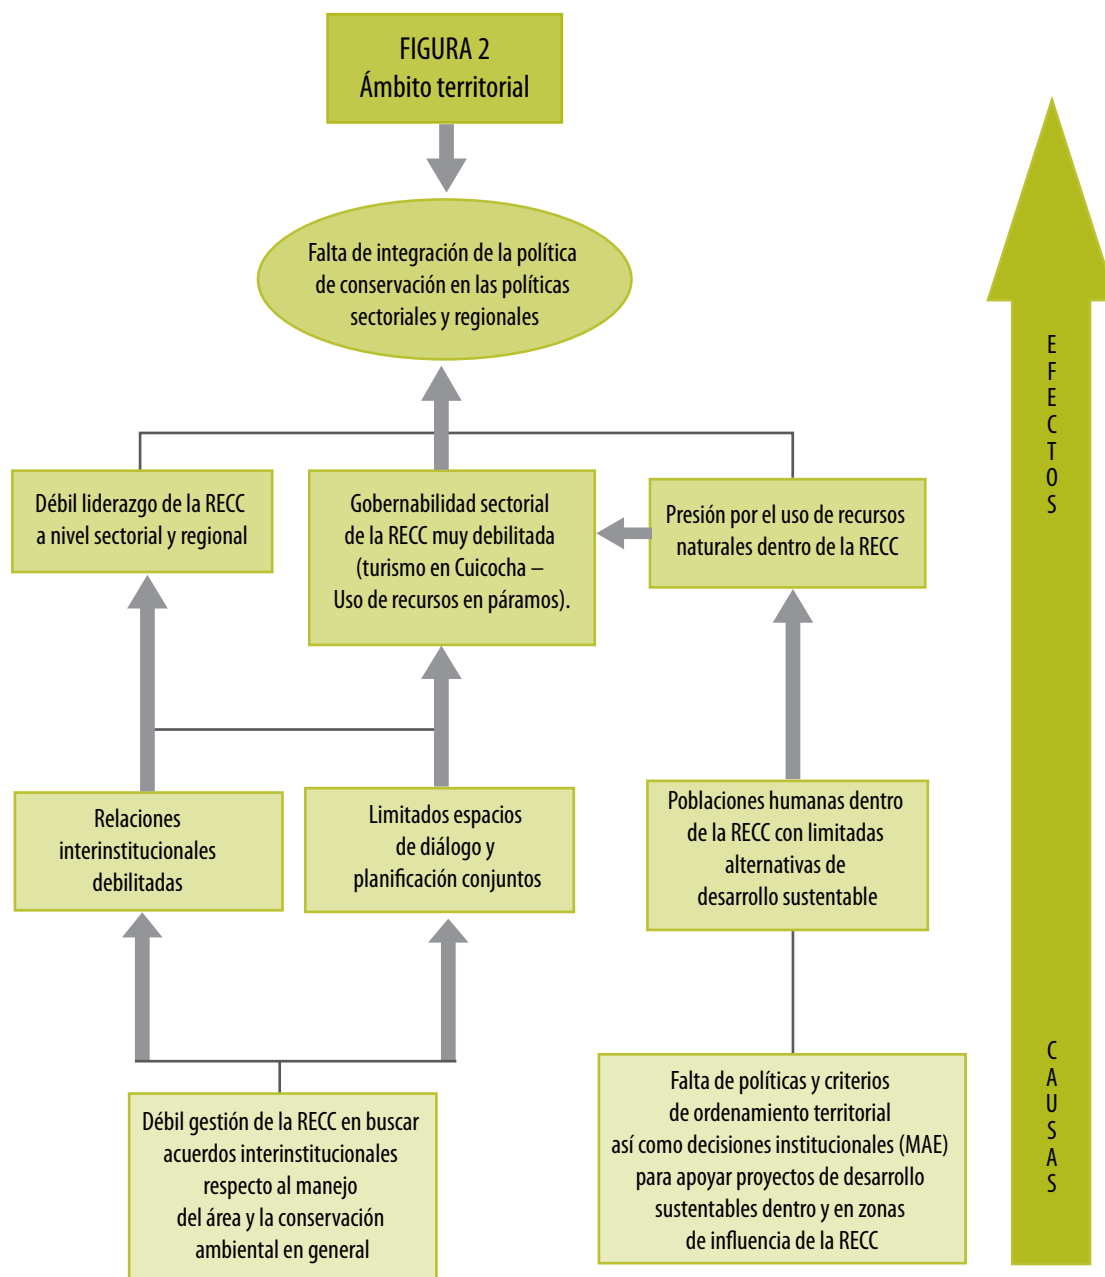 FIGURA 2
Ámbito territorial
Falta de integración de la política
de conservación en las políticas
sectoriales y regionales
Débil liderazgo de la RECC
a nivel sectorial y regional
Gobernabilidad sectorial
de la RECC muy debilitada
(turismo en Cuicocha –
Uso de recursos en páramos).
Presión por el uso de recursos
naturales dentro de la RECC
Relaciones
interinstitucionales
debilitadas
Limitados espacios
de diálogo y
planificación conjuntos
Poblaciones humanas dentro
de la RECC con limitadas
alternativas de
desarrollo sustentable
Débil gestión de la RECC en buscar
acuerdos interinstitucionales
respecto al manejo
del área y la conservación
ambiental en general
Falta de políticas y criterios
de ordenamiento territorial
así como decisiones institucionales (MAE)
para apoyar proyectos de desarrollo
sustentables dentro y en zonas
de influencia de la RECC
EFECTOS
CAUSAS